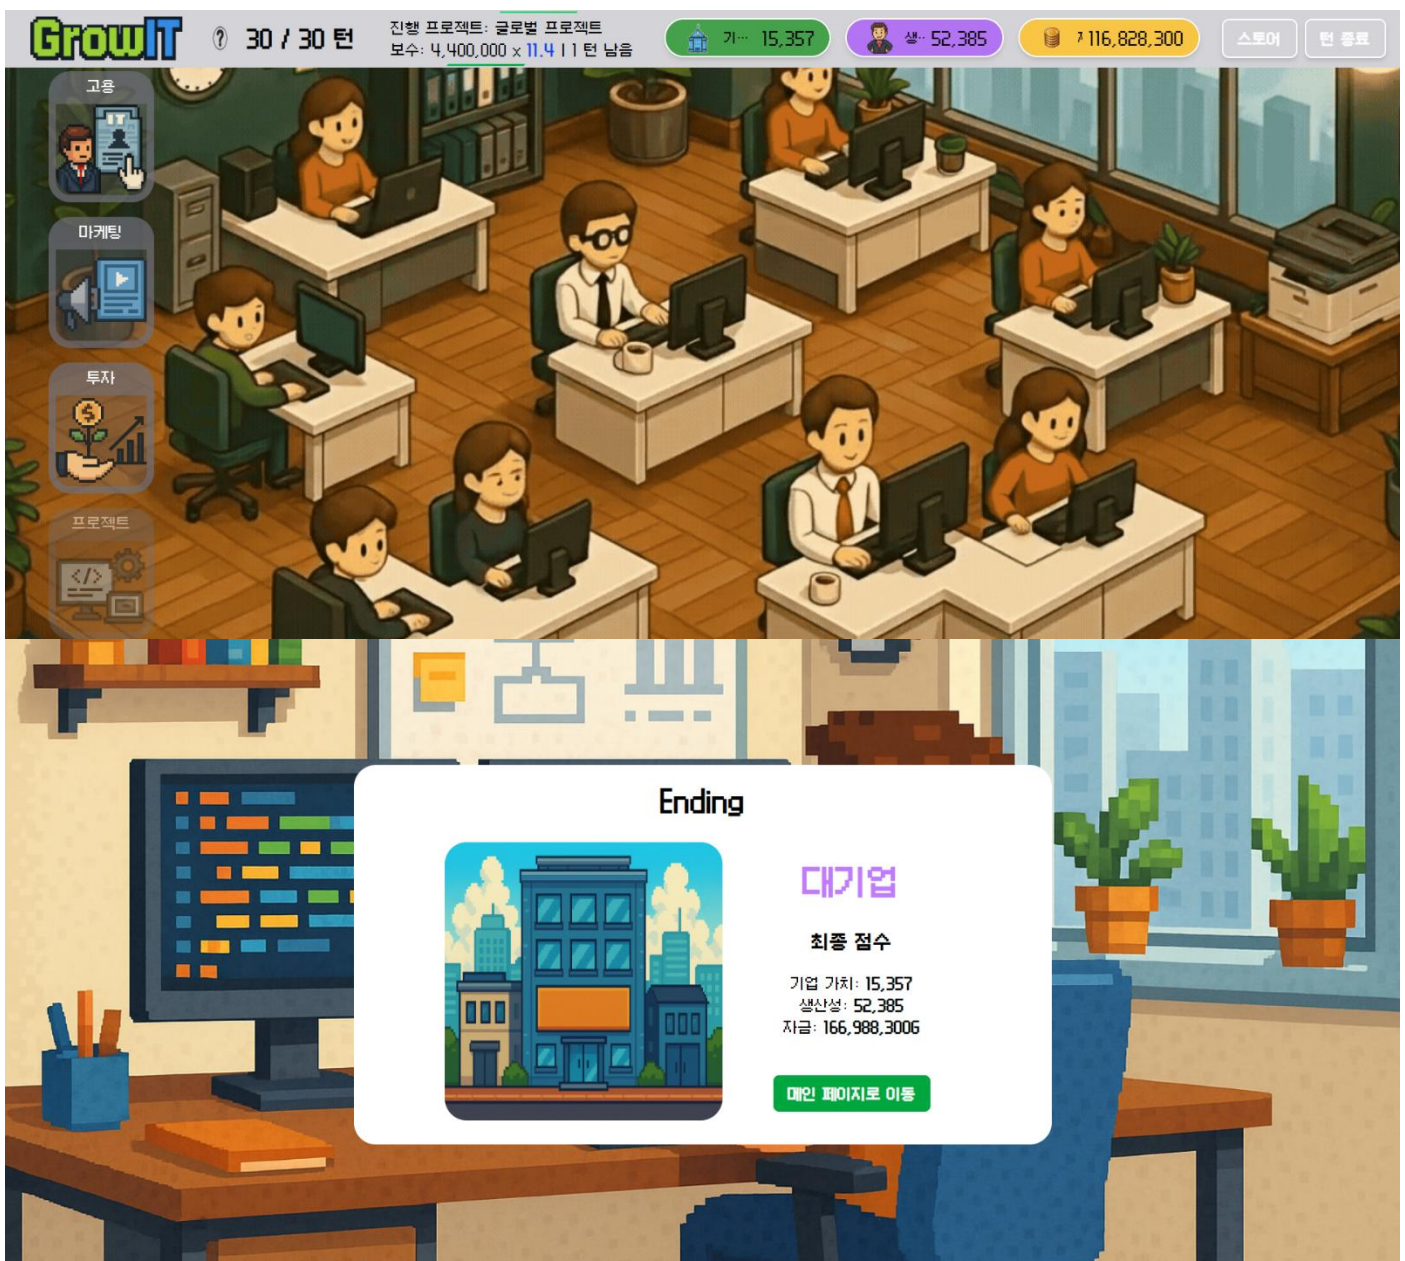 GrowIT
? 30 / 30 턴
진행 프로젝트: 글로벌 프로젝트
보수: 4,400,000 x 11.4 | 1 턴 남음
기··· 15,357
생·· 52,385
116,828,300
스토어
턴 종료
고용
IT
마케팅
투자
$
프로젝트
</>
Ending
대기업
최종 점수
기업 가치: 15,357
생산성: 52,385
자금: 166,988,3006
메인 페이지로 이동